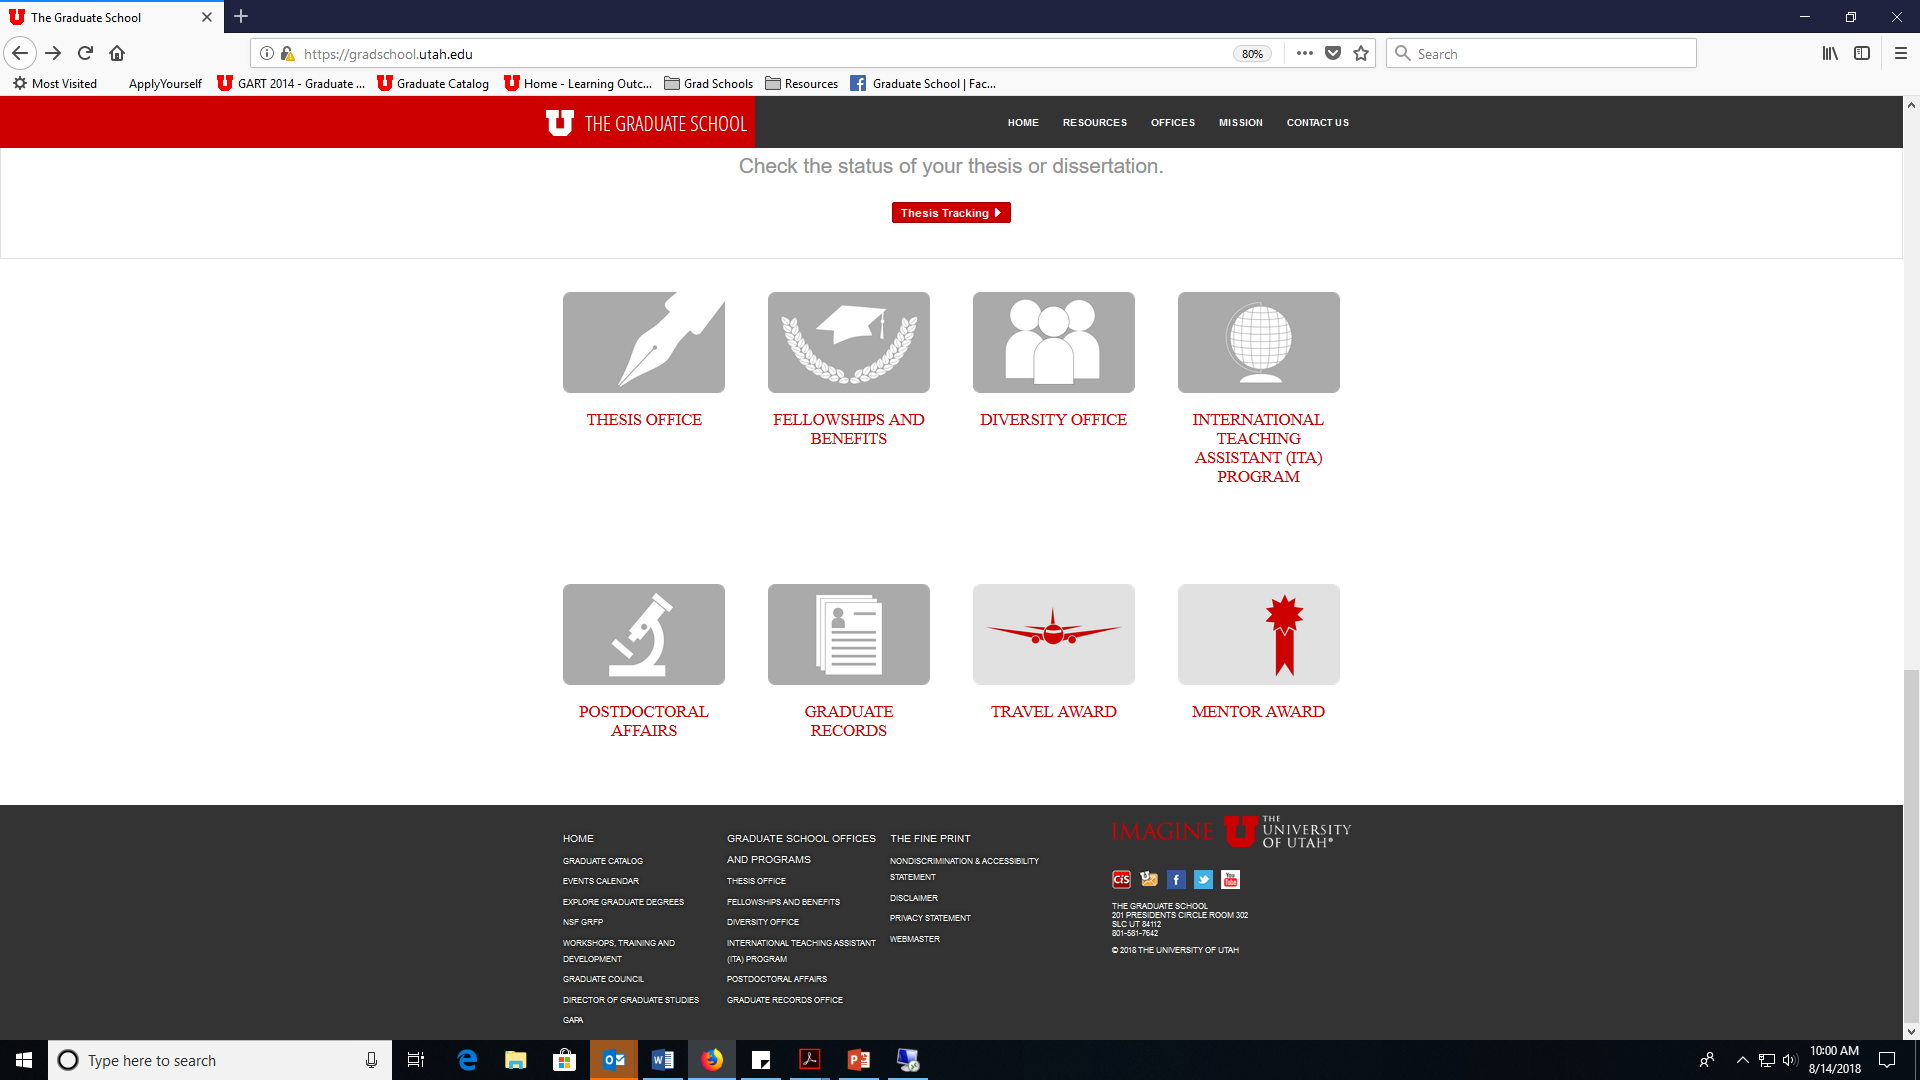 The Graduate School
https://gradschool.utah.edu
80%
Search
Most Visited
ApplyYourself
GART 2014 - Graduate ...
Graduate Catalog
Home - Learning Outc...
Grad Schools
Resources
Graduate School | Fac...
THE GRADUATE SCHOOL
HOME
RESOURCES
OFFICES
MISSION
CONTACT US
Check the status of your thesis or dissertation.
Thesis Tracking
THESIS OFFICE
FELLOWSHIPS AND
BENEFITS
DIVERSITY OFFICE
INTERNATIONAL
TEACHING
ASSISTANT (ITA)
PROGRAM
POSTDOCTORAL
AFFAIRS
GRADUATE
RECORDS
TRAVEL AWARD
MENTOR AWARD
HOME
GRADUATE CATALOG
EVENTS CALENDAR
EXPLORE GRADUATE DEGREES
NSF GRFP
WORKSHOPS, TRAINING AND
DEVELOPMENT
GRADUATE COUNCIL
DIRECTOR OF GRADUATE STUDIES
GAPA
GRADUATE SCHOOL OFFICES
AND PROGRAMS
THESIS OFFICE
FELLOWSHIPS AND BENEFITS
DIVERSITY OFFICE
INTERNATIONAL TEACHING ASSISTANT
(ITA) PROGRAM
POSTDOCTORAL AFFAIRS
GRADUATE RECORDS OFFICE
THE FINE PRINT
NONDISCRIMINATION & ACCESSIBILITY
STATEMENT
DISCLAIMER
PRIVACY STATEMENT
WEBMASTER
IMAGINE
THE
UNIVERSITY
OF UTAH®
CiS
You
Tube
THE GRADUATE SCHOOL
201 PRESIDENTS CIRCLE ROOM 302
SLC UT 84112
801-581-7642
© 2018 THE UNIVERSITY OF UTAH
Type here to search
10:00 AM
8/14/2018